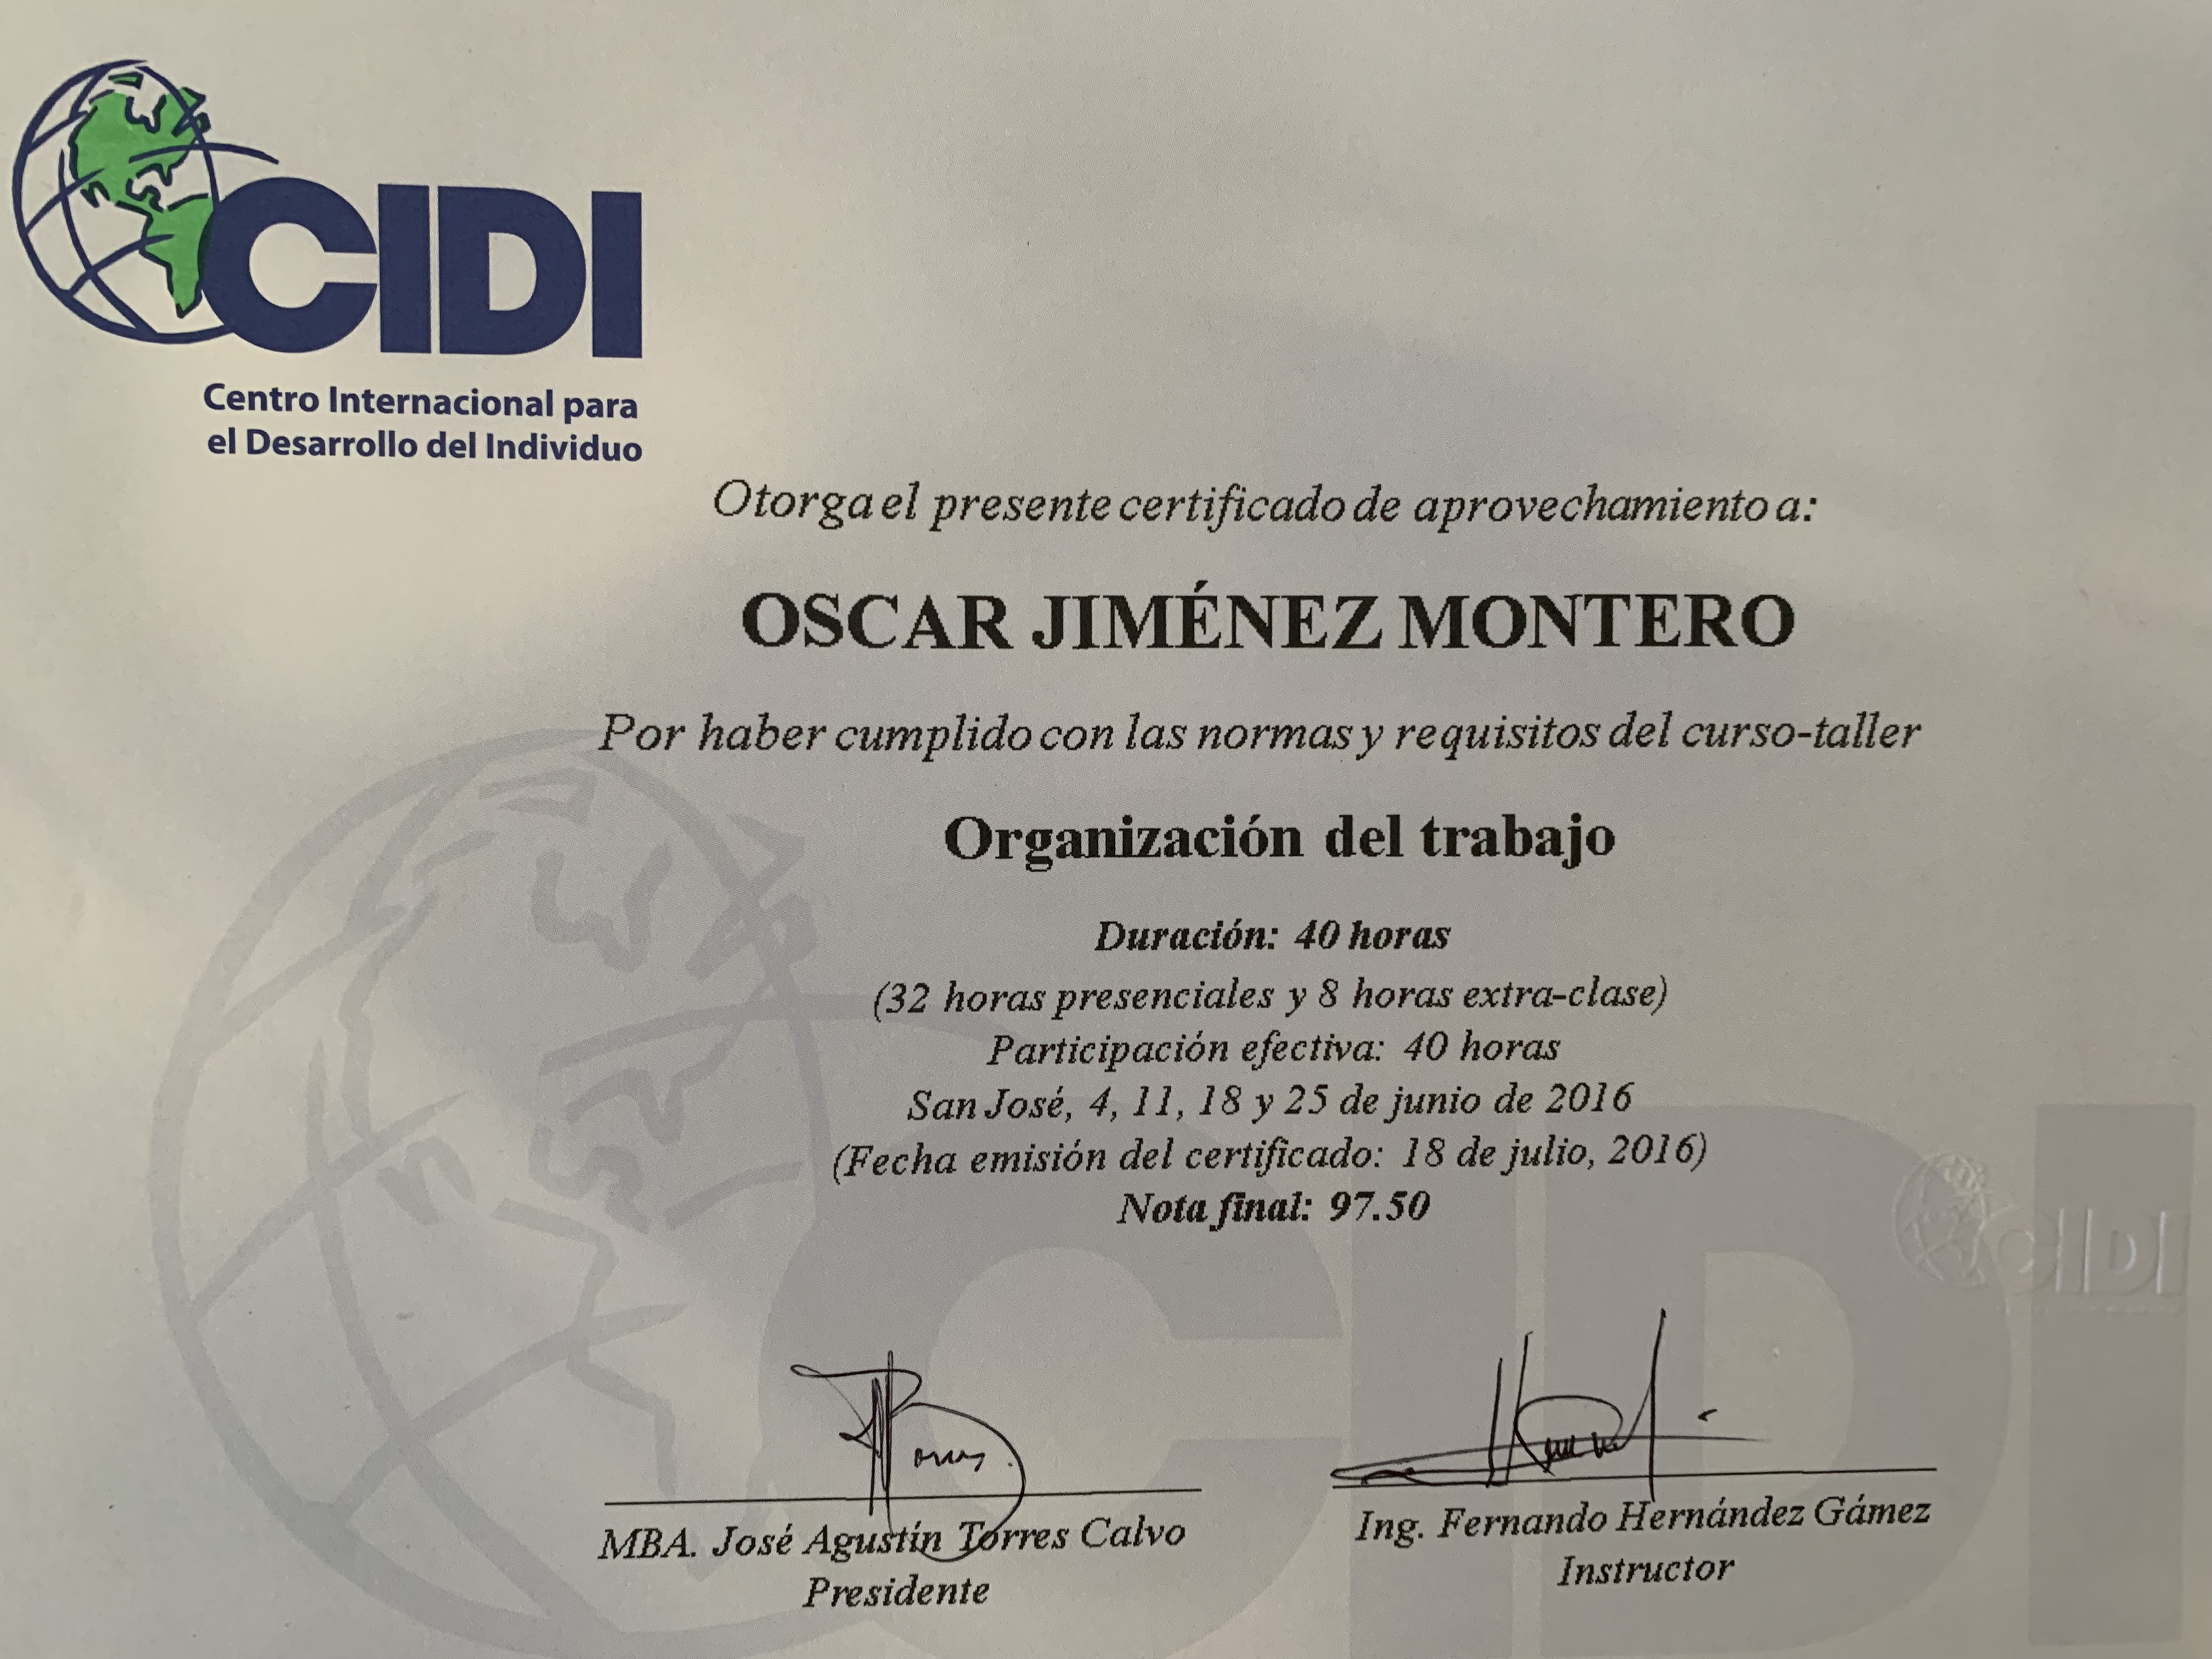 CIDI
Centro Internacional para
el Desarrollo del Individuo
Otorga el presente certificado de aprovechamiento a:
OSCAR JIMÉNEZ MONTERO
Por haber cumplido con las normas y requisitos del curso-taller
Organización del trabajo
Duración: 40 horas
(32 horas presenciales y 8 horas extra-clase)
Participación efectiva: 40 horas
San José, 4, 11, 18 y 25 de junio de 2016
(Fecha emisión del certificado: 18 de julio, 2016)
Nota final: 97.50
CIDI
CIDI
MBA. José Agustín Torres Calvo
Presidente
Ing. Fernando Hernández Gámez
Instructor